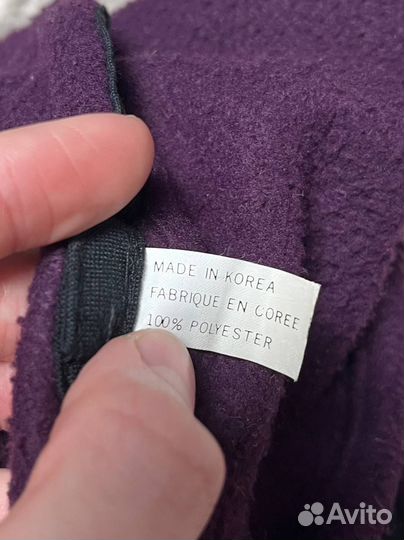 MADE IN KOREA
FABRIQUE EN COREE
100% POLYESTER
Avito